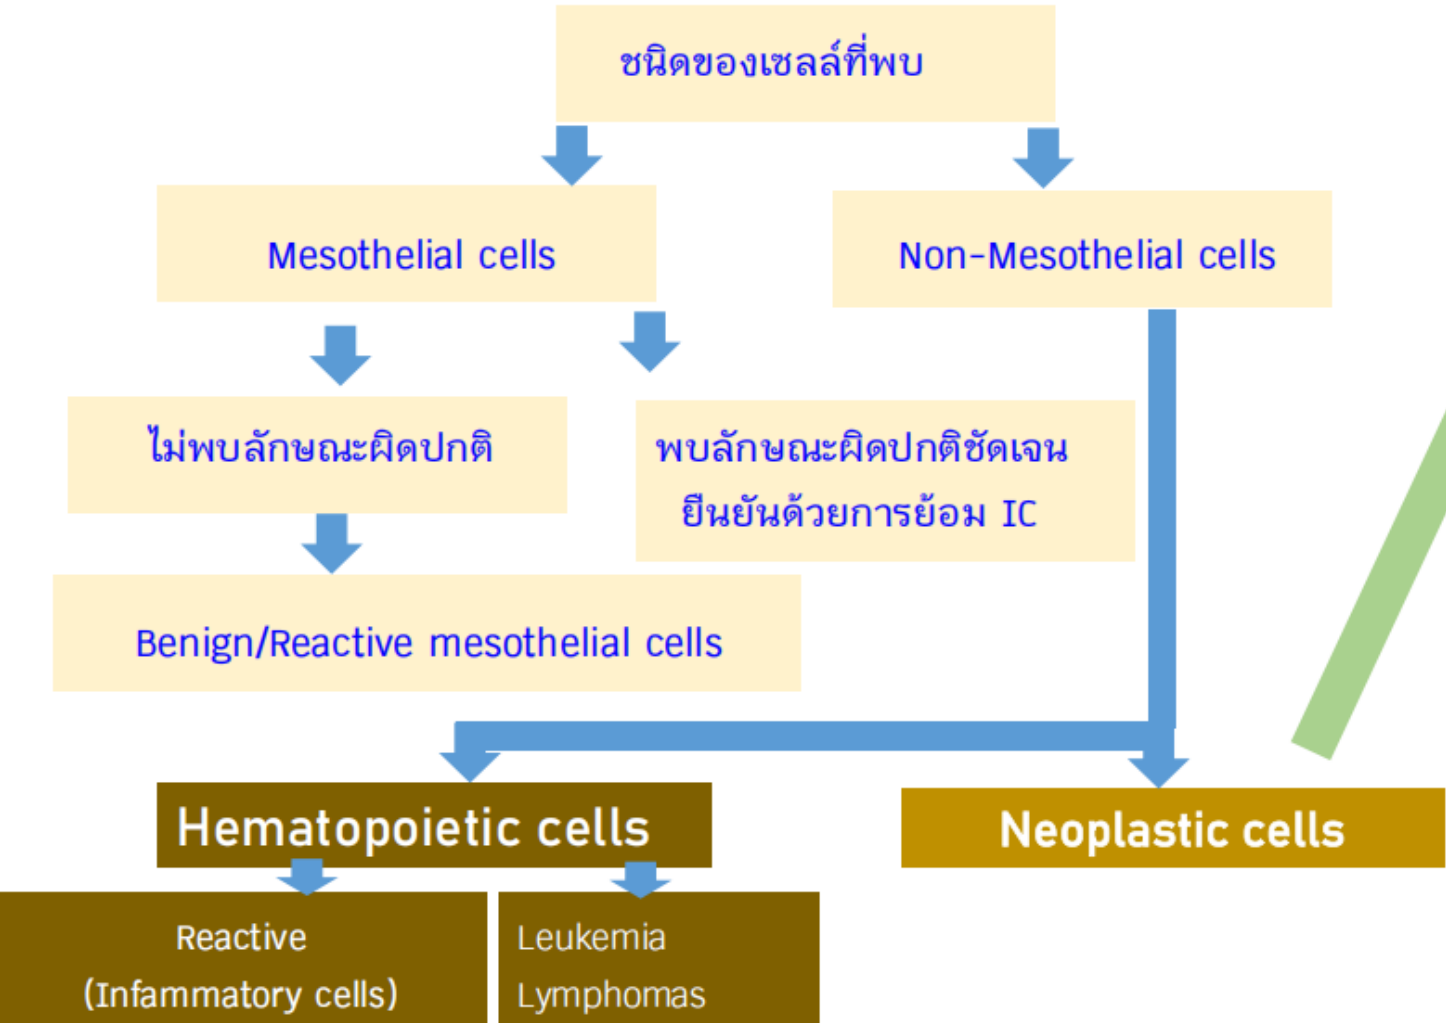 ชนิดของเซลล์ที่พบ
Mesothelial cells
Non-Mesothelial cells
ไม่พบลักษณะผิดปกติ
พบลักษณะผิดปกติชัดเจน
ยืนยันด้วยการย้อม IC
Benign/Reactive mesothelial cells
Hematopoietic cells
Neoplastic cells
Reactive
(Infammatory cells)
Leukemia
Lymphomas